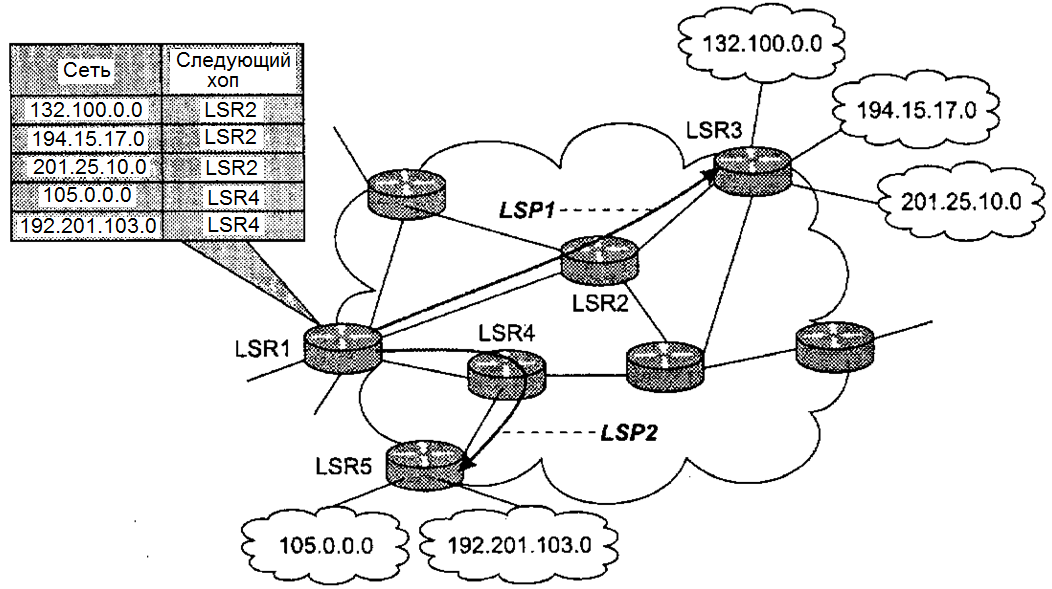 Сеть
Следующий
хоп
132.100.0.0 LSR2
194.15.17.0 LSR2
201.25.10.0 LSR2
105.0.0.0 LSR4
192.201.103.0 LSR4
132.100.0.0
LSR3
194.15.17.0
201.25.10.0
LSP1
LSR2
LSR1
LSR4
LSP2
LSR5
105.0.0.0
192.201.103.0